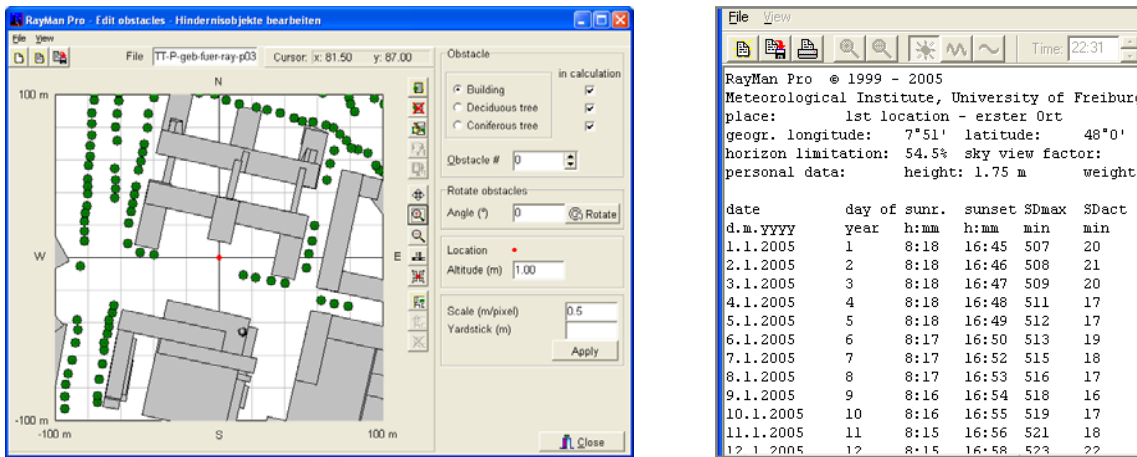 RayMan Pro - Edit obstacles - Hindernisobjekte bearbeiten
File View
File TT-P-geb-fuer-ray-p03 Cursor: x: 81.50 y: 87.00
N
100 m
W
E
-100 m
-100 m S 100 m
Obstacle
in calculation
Building
Deciduous tree
Coniferous tree
Obstacle # 0
Rotate obstacles
Angle (°) 0 Rotate
Location
Altitude (m) 1.00
Scale (m/pixel) 0.5
Yardstick (m)
Apply
Close
File View
Time: 22:31
RayMan Pro © 1999 - 2005
Meteorological Institute, University of Freiburg
place: 1st location - erster Ort
geogr. longitude: 7°51' latitude: 48°0'
horizon limitation: 54.5% sky view factor:
personal data: height: 1.75 m weight
date day of sunr. sunset SDmax SDact
d.m.yyyy year h:mm h:mm min min
1.1.2005 1 8:18 16:45 507 20
2.1.2005 2 8:18 16:46 508 21
3.1.2005 3 8:18 16:47 509 20
4.1.2005 4 8:18 16:48 511 17
5.1.2005 5 8:18 16:49 512 17
6.1.2005 6 8:17 16:50 513 19
7.1.2005 7 8:17 16:52 515 18
8.1.2005 8 8:17 16:53 516 17
9.1.2005 9 8:16 16:54 518 16
10.1.2005 10 8:16 16:55 519 17
11.1.2005 11 8:15 16:56 521 18
12.1.2005 12 8:15 16:58 523 22